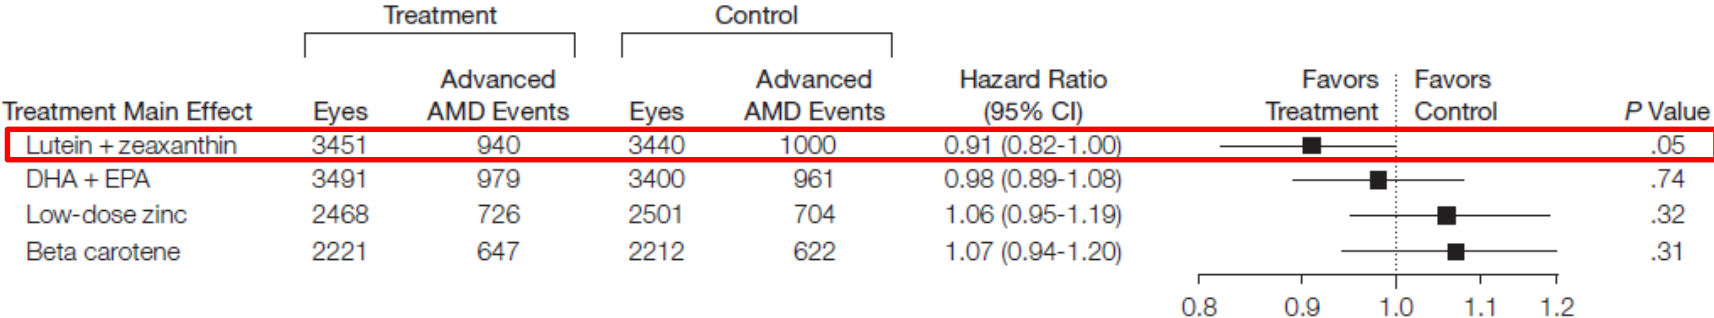 Treatment Control
Advanced Advanced Hazard Ratio Favors Favors
Treatment Main Effect Eyes AMD Events Eyes AMD Events (95% CI) Treatment Control P Value
Lutein + zeaxanthin 3451 940 3440 1000 0.91 (0.82-1.00) .05
DHA + EPA 3491 979 3400 961 0.98 (0.89-1.08) .74
Low-dose zinc 2468 726 2501 704 1.06 (0.95-1.19) .32
Beta carotene 2221 647 2212 622 1.07 (0.94-1.20) .31
0.8 0.9 1.0 1.1 1.2